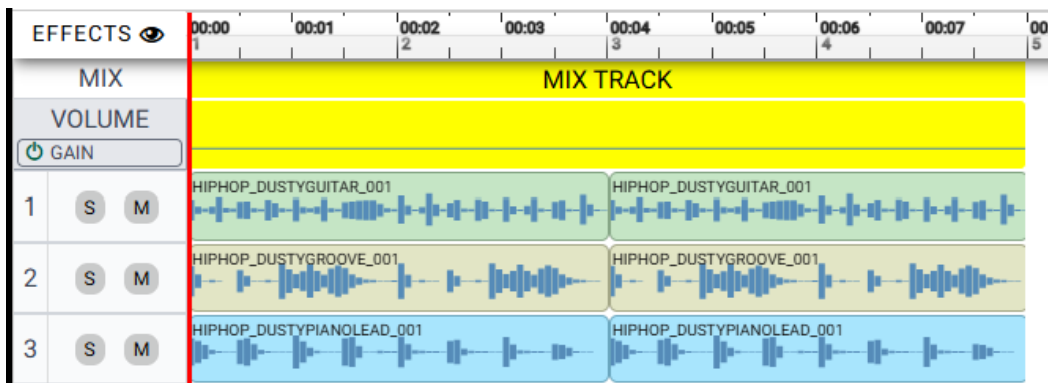 EFFECTS
00:00 00:01 00:02 00:03 00:04 00:05 00:06 00:07 00
1 2 3 4 5
MIX
MIX TRACK
VOLUME
GAIN
HIPHOP_DUSTYGUITAR_001 HIPHOP_DUSTYGUITAR_001
1 S M
HIPHOP_DUSTYGROOVE_001 HIPHOP_DUSTYGROOVE_001
2 S M
HIPHOP_DUSTYPIANOLEAD_001 HIPHOP_DUSTYPIANOLEAD_001
3 S M